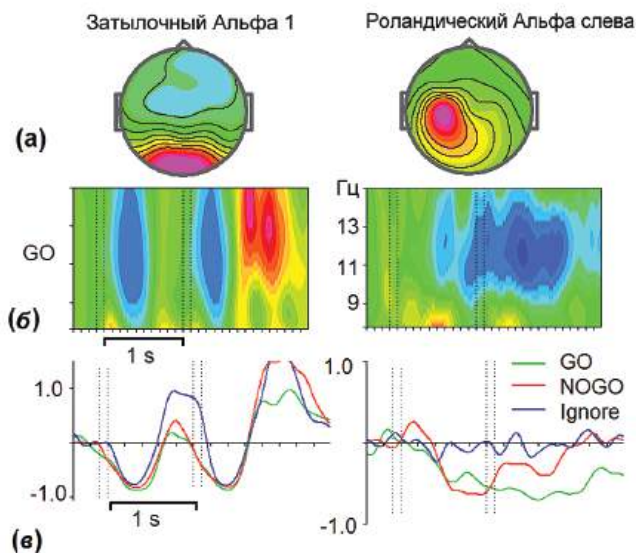 Затылочный Альфа 1
Роландический Альфа слева
(а)
Гц
GO
13
11
9
(б)
1 s
1.0
1.0
GO
NOGO
Ignore
-1.0
1 s
-1.0
(в)